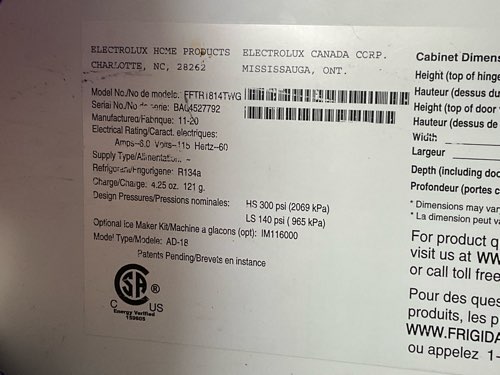 ELECTROLUX HOME PRODUCTS
CHARLOTTE, NC, 28262
ELECTROLUX CANADA CORP.
MISSISSAUGA, ONT.
Model No./No de modele: FFTR1814TWG
Serial No./No de serie: BA04527792
Manufactured/Fabrique: 11-20
Electrical Rating/Caract. electriques:
Amps-6.0 Volts-115 Hertz-60
Supply Type/Alimentation
Refrigerant/Frigorigene: R134a
Charge/Charge: 4.25 oz. 121 g.
Design Pressures/Pressions nominales: HS 300 psi (2069 kPa)
LS 140 psi ( 965 kPa)
Optional Ice Maker Kit/Machine a glacons (opt): IM116000
Model Type/Modele: AD-18
Patents Pending/Brevets en instance
SA ®
C US
Energy Verified
Cabinet Dimens
Height (top of hinge
Hauteur (dessus du
Height (top of door
Hauteur (dessus de
Width
Largeur
Depth (including doo
Profondeur (portes c
* Dimensions may var
* La dimension peut va
For product q
visit us at WW
or call toll free
Pour des ques
produits, les p
WWW.FRIGIDA
ou appelez 1-